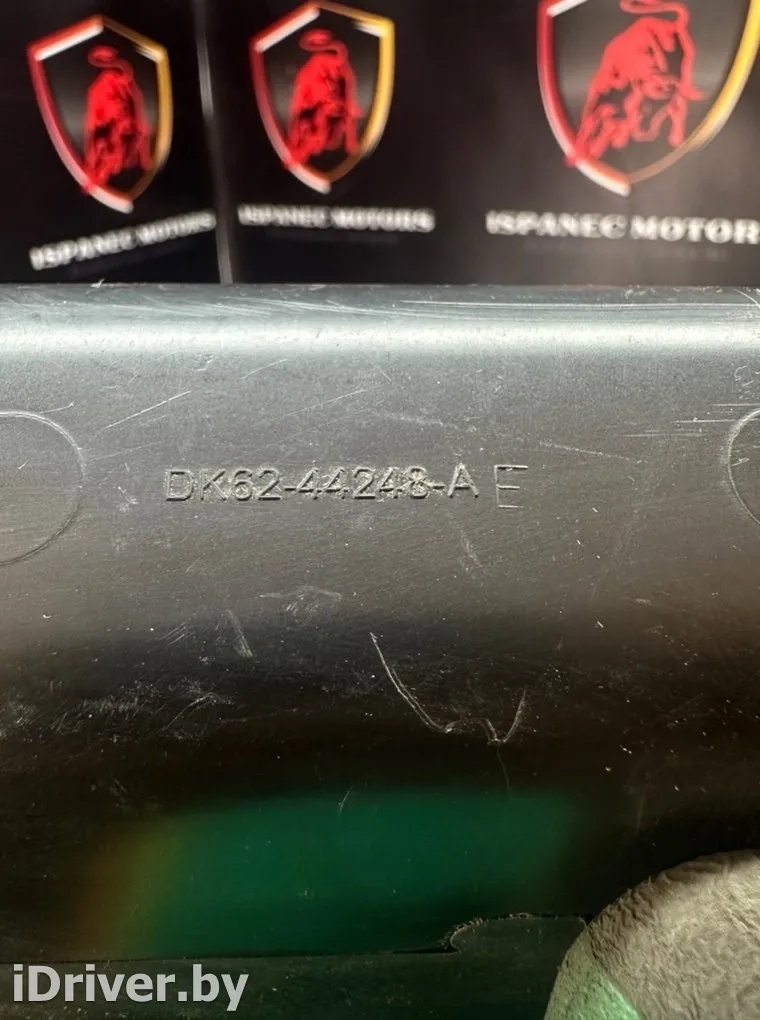 ISPANEC MOTORS
ISPANEC MOTORS
ISPANEC MOTOR
DK62-44248-A E
iDriver.by